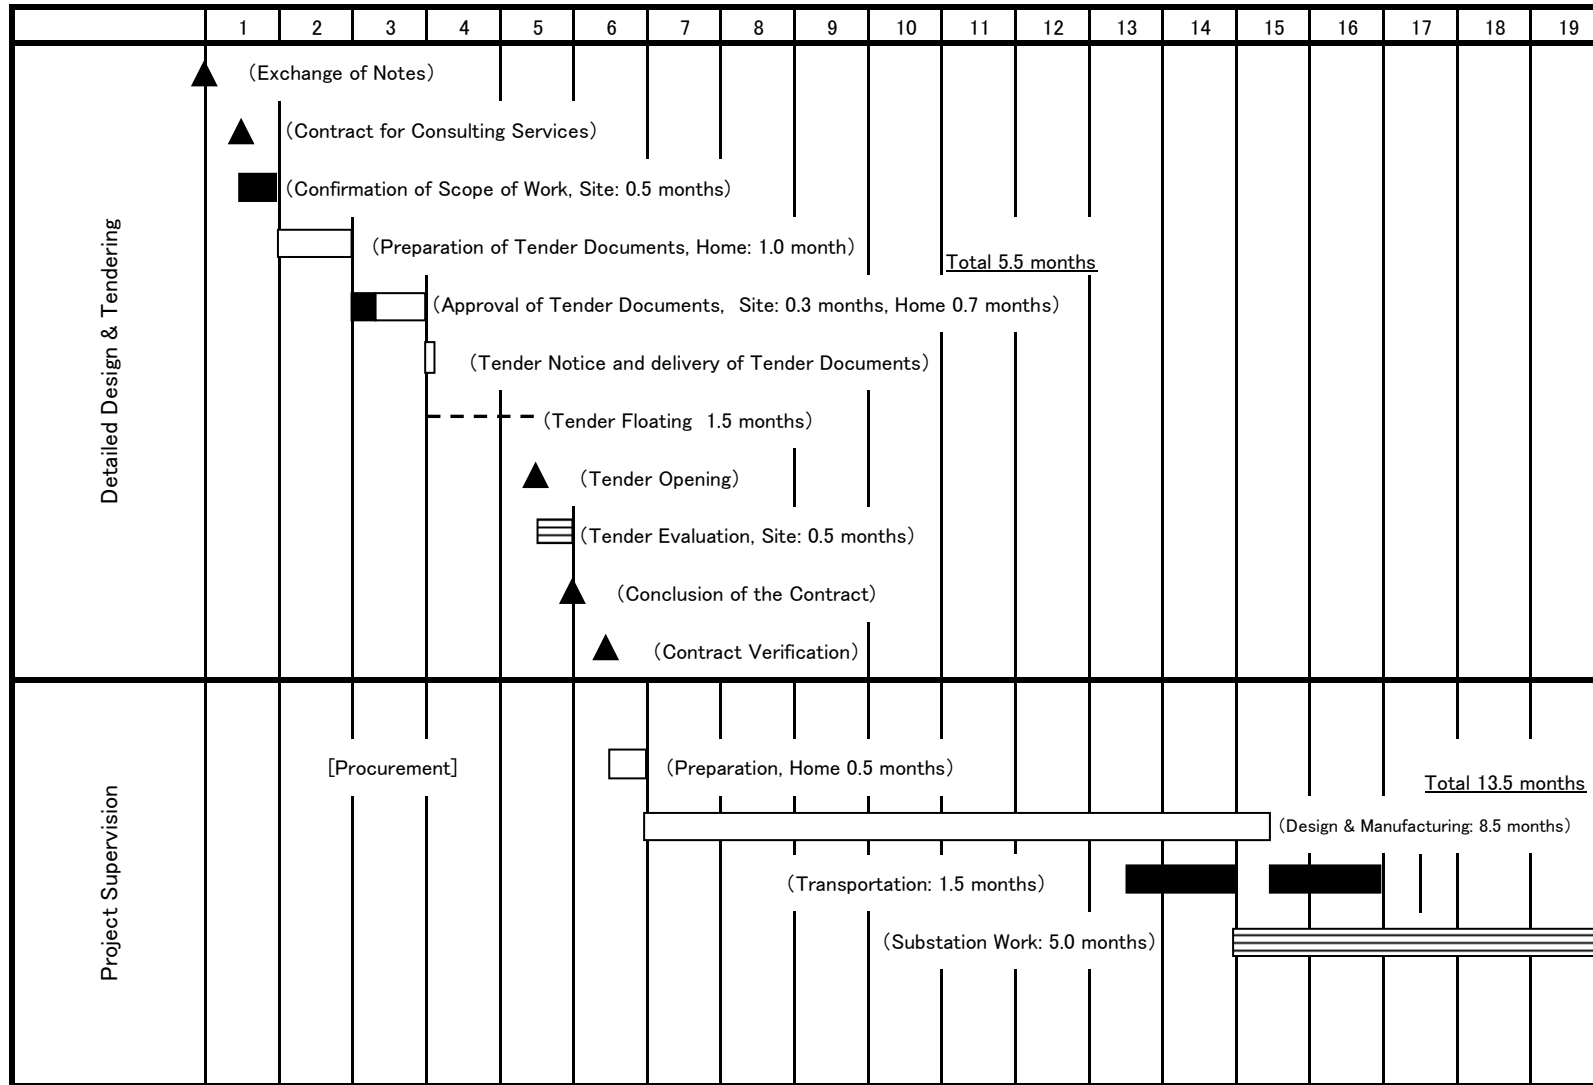 1 2 3 4 5 6 7 8 9 10 11 12 13 14 15 16 17 18 19
Detailed Design & Tendering
(Exchange of Notes)
(Contract for Consulting Services)
(Confirmation of Scope of Work, Site: 0.5 months)
(Preparation of Tender Documents, Home: 1.0 month)
Total 5.5 months
(Approval of Tender Documents, Site: 0.3 months, Home 0.7 months)
(Tender Notice and delivery of Tender Documents)
(Tender Floating 1.5 months)
(Tender Opening)
(Tender Evaluation, Site: 0.5 months)
(Conclusion of the Contract)
(Contract Verification)
Project Supervision
[Procurement]
(Preparation, Home 0.5 months)
Total 13.5 months
(Design & Manufacturing: 8.5 months)
(Transportation: 1.5 months)
(Substation Work: 5.0 months)